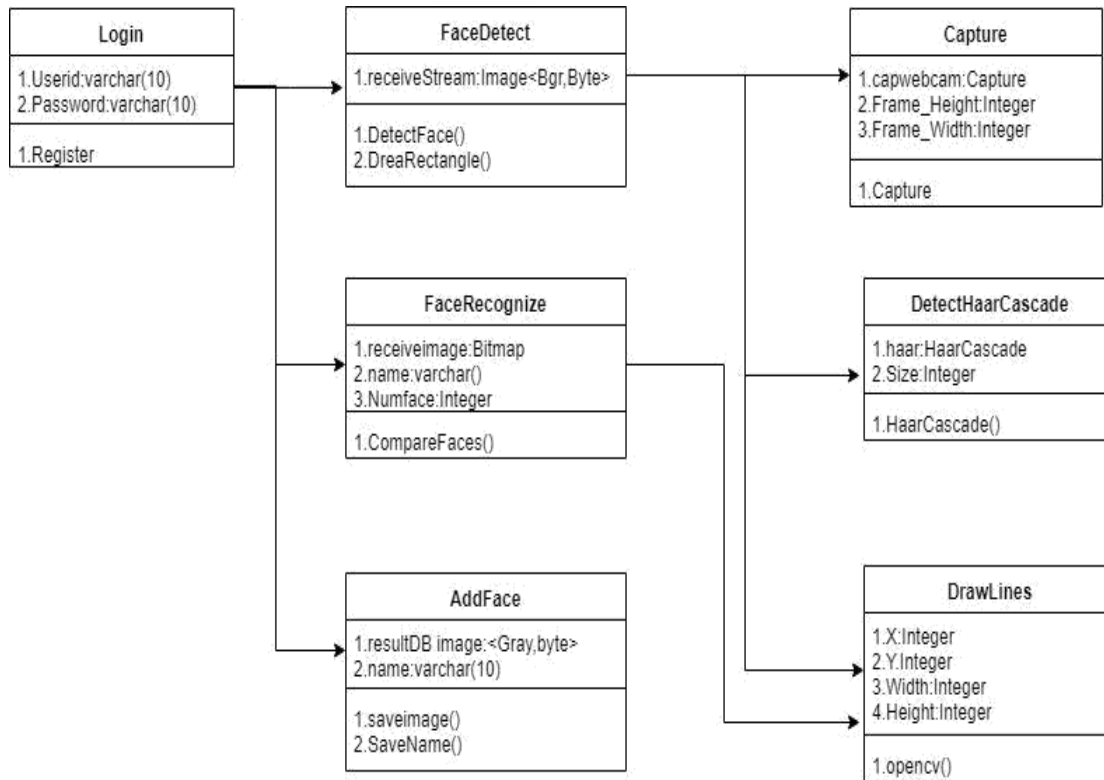 Login
1.Userid:varchar(10)
2.Password:varchar(10)
1.Register
FaceDetect
1.receiveStream:Image<Bgr,Byte>
1.DetectFace()
2.DreaRectangle()
Capture
1.capwebcam:Capture
2.Frame_Height:Integer
3.Frame_Width:Integer
1.Capture
FaceRecognize
1.receiveimage:Bitmap
2.name:varchar()
3.Numface:Integer
1.CompareFaces()
DetectHaarCascade
1.haar:HaarCascade
2.Size:Integer
1.HaarCascade()
AddFace
1.resultDB image:<Gray,byte>
2.name:varchar(10)
1.saveimage()
2.SaveName()
DrawLines
1.X:Integer
2.Y:Integer
3.Width:Integer
4.Height:Integer
1.opencv()